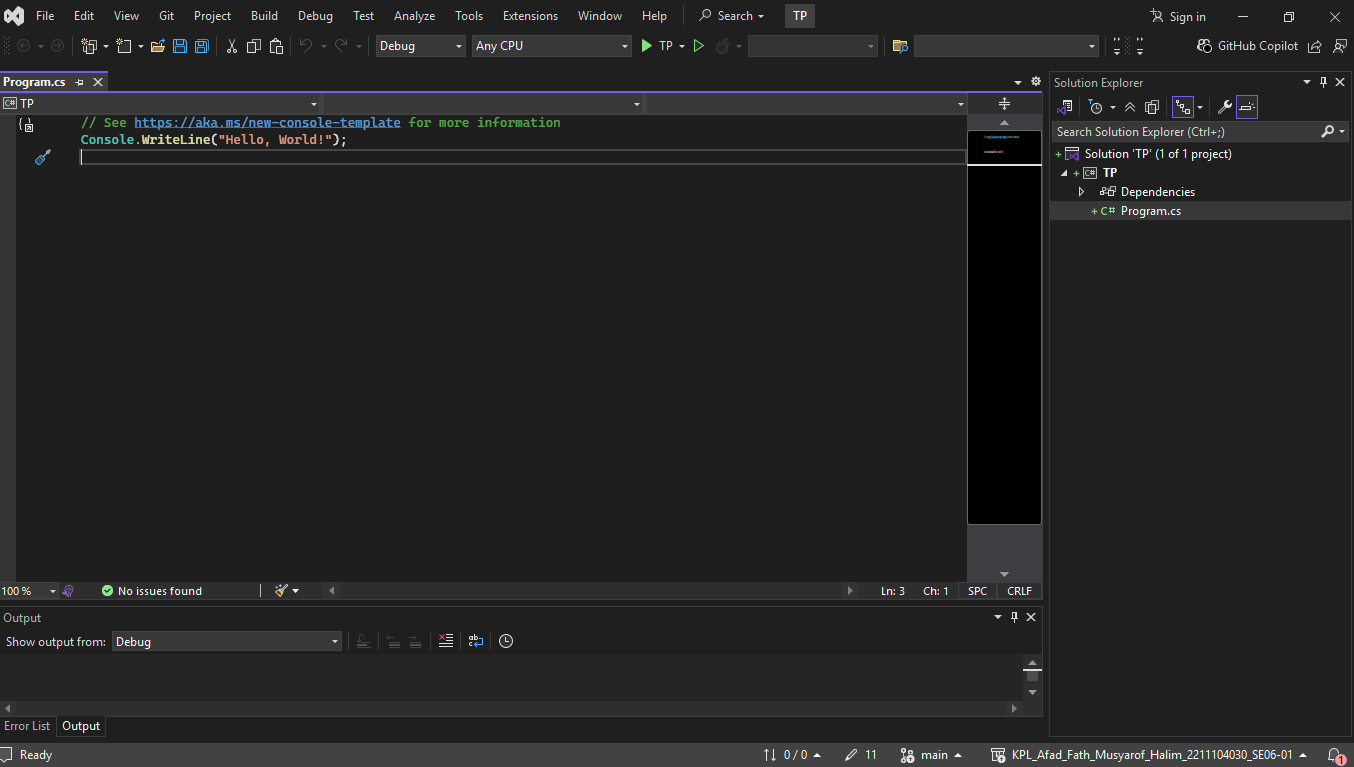 File Edit View Git Project Build Debug Test Analyze Tools Extensions Window Help Search TP Sign in
Debug Any CPU TP GitHub Copilot
Program.cs
Solution Explorer
C# TP
Search Solution Explorer (Ctrl+;)
// See https://aka.ms/new-console-template for more information
Console.WriteLine("Hello, World!");
Solution 'TP' (1 of 1 project)
C# TP
Dependencies
C# Program.cs
100 % No issues found Ln: 3 Ch: 1 SPC CRLF
Output
Show output from: Debug
Error List Output
Ready 0 / 0 11 main KPL_Afad_Fath_Musyarof_Halim_2211104030_SE06-01 1